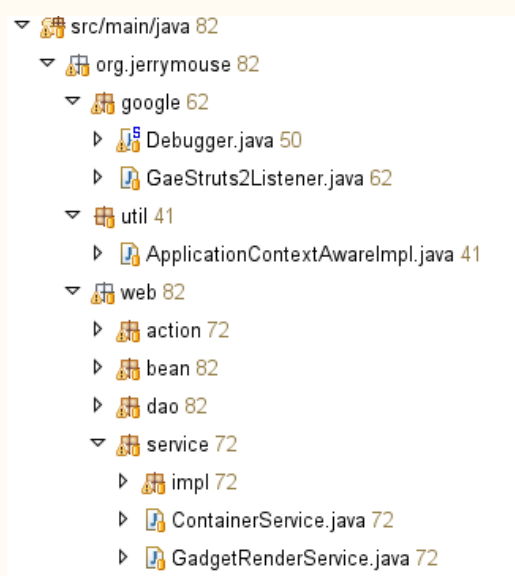 src/main/java 82
org.jerrymouse 82
google 62
Debugger.java 50
GaeStruts2Listener.java 62
util 41
ApplicationContextAwareImpl.java 41
web 82
action 72
bean 82
dao 82
service 72
impl 72
ContainerService.java 72
GadgetRenderService.java 72